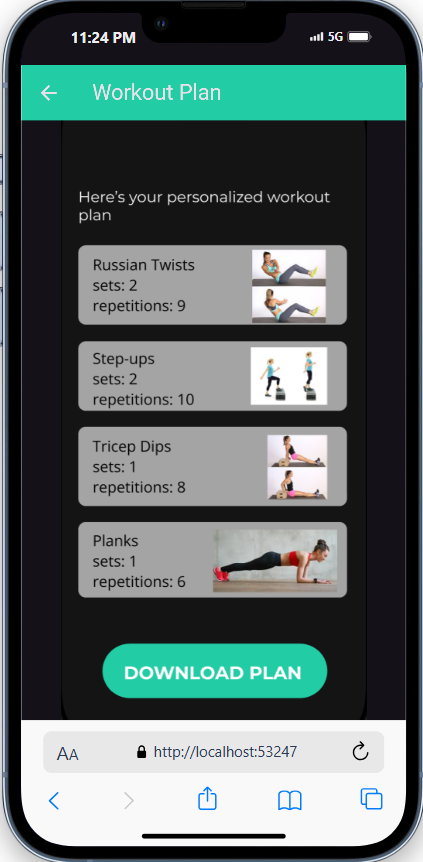 11:24 PM 5G
Workout Plan
Here’s your personalized workout
plan
Russian Twists
sets: 2
repetitions: 9
Step-ups
sets: 2
repetitions: 10
Tricep Dips
sets: 1
repetitions: 8
Planks
sets: 1
repetitions: 6
DOWNLOAD PLAN
AA http://localhost:53247